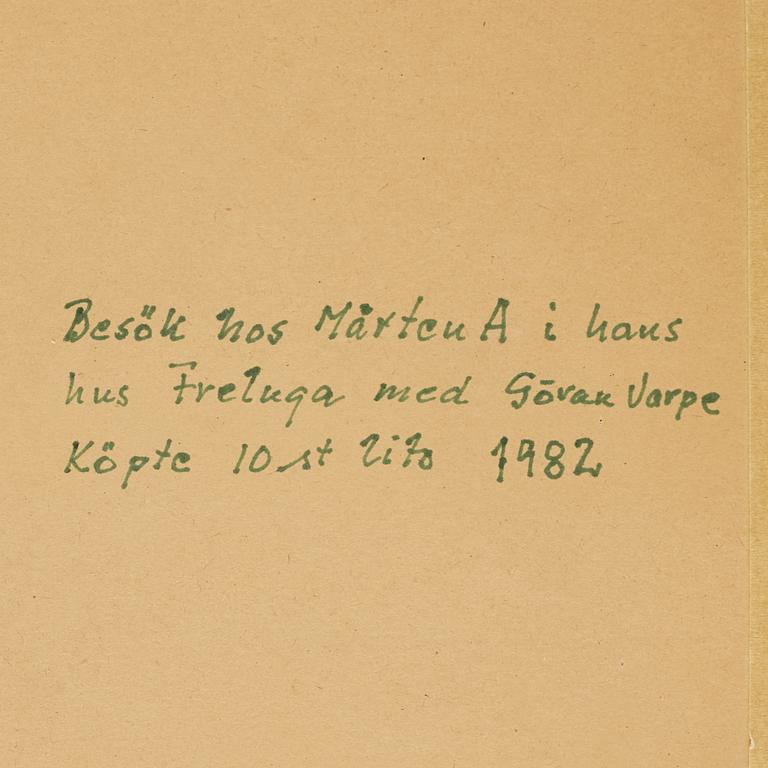 Besök hos Mårten A i hans
hus Freluga med Göran Varpe
Köpte 10 st lito 1982